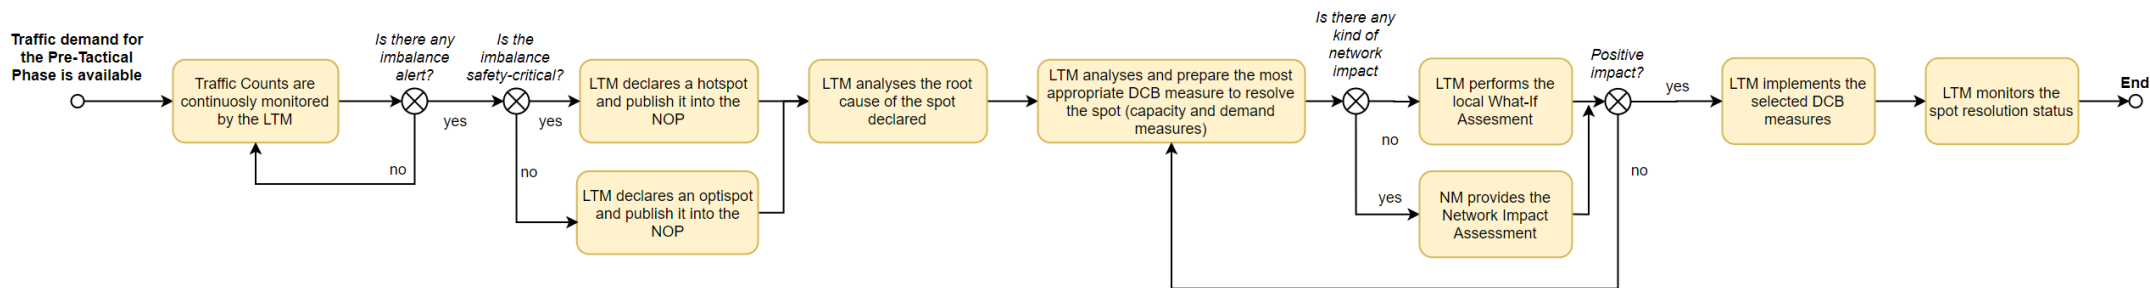 Traffic demand for
the Pre-Tactical
Phase is available
Traffic Counts are
continuosly monitored
by the LTM
Is there any
imbalance
alert?
yes
no
Is the
imbalance
safety-critical?
yes
no
LTM declares a hotspot
and publish it into the
NOP
LTM declares an optispot
and publish it into the
NOP
LTM analyses the root
cause of the spot
declared
LTM analyses and prepare the most
appropriate DCB measure to resolve
the spot (capacity and demand
measures)
Is there any
kind of
network
impact
no
yes
LTM performs the
local What-If
Assesment
NM provides the
Network Impact
Assessment
Positive
impact?
yes
no
LTM implements the
selected DCB
measures
LTM monitors the
spot resolution status
End